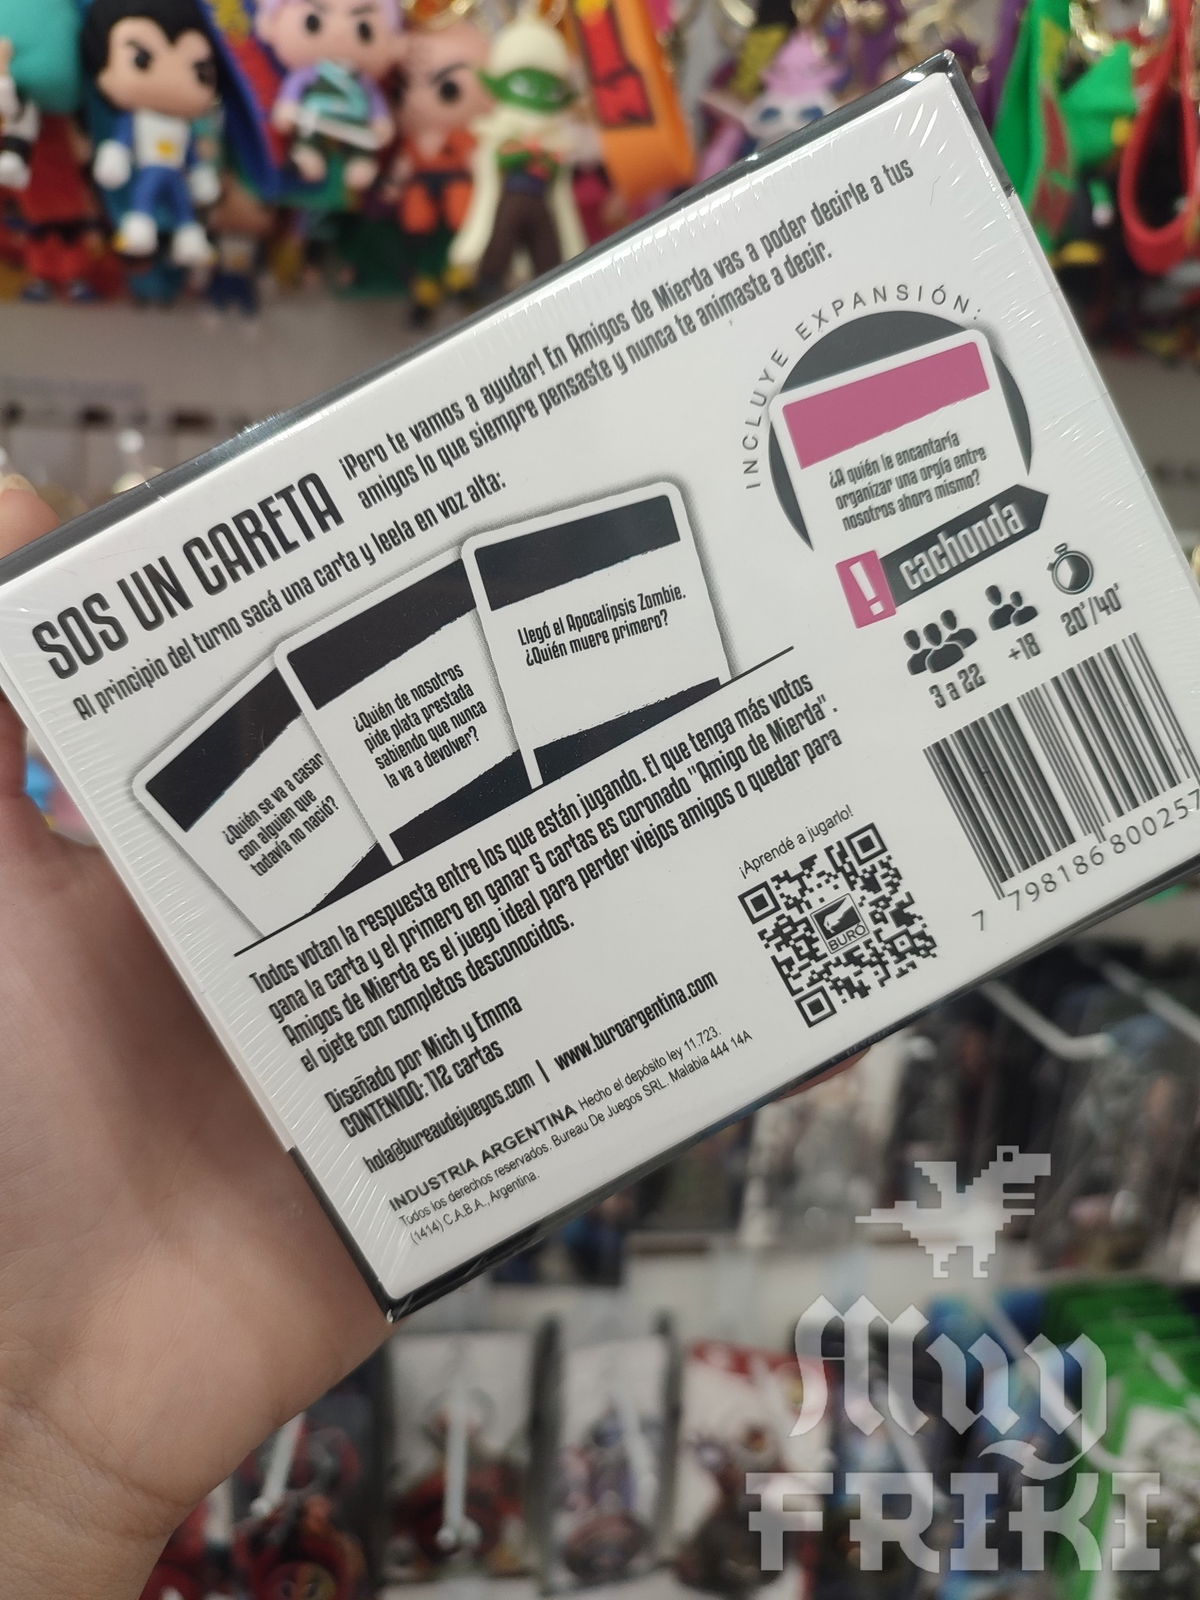 SOS UN CARETA
¡Pero te vamos a ayudar! En Amigos de Mierda vas a poder decirle a tus
amigos lo que siempre pensaste y nunca te animaste a decir.
Al principio del turno sacá una carta y leela en voz alta:
¿Quién se va a casar
con alguien que
todavía no nació?
¿Quién de nosotros
pide plata prestada
sabiendo que nunca
la va a devolver?
Llegó el Apocalipsis Zombie.
¿Quién muere primero?
INCLUYE EXPANSIÓN:
¿A quién le encantaría
organizar una orgía entre
nosotros ahora mismo?
! cachonda
3 a 22
+18
20'/40'
Todos votan la respuesta entre los que están jugando. El que tenga más votos
gana la carta y el primero en ganar 5 cartas es coronado "Amigo de Mierda".
Amigos de Mierda es el juego ideal para perder viejos amigos o quedar para
el ojete con completos desconocidos.
Diseñado por Mich y Emma
CONTENIDO: 112 cartas
hola@bureaudejuegos.com | www.buroargentina.com
INDUSTRIA ARGENTINA Hecho el depósito ley 11.723.
Todos los derechos reservados. Bureau De Juegos SRL. Malabia 444 14A
(1414) C.A.B.A., Argentina.
¡Aprendé a jugarlo!
BURÓ
7 798186 800257
Muy
FRIKI